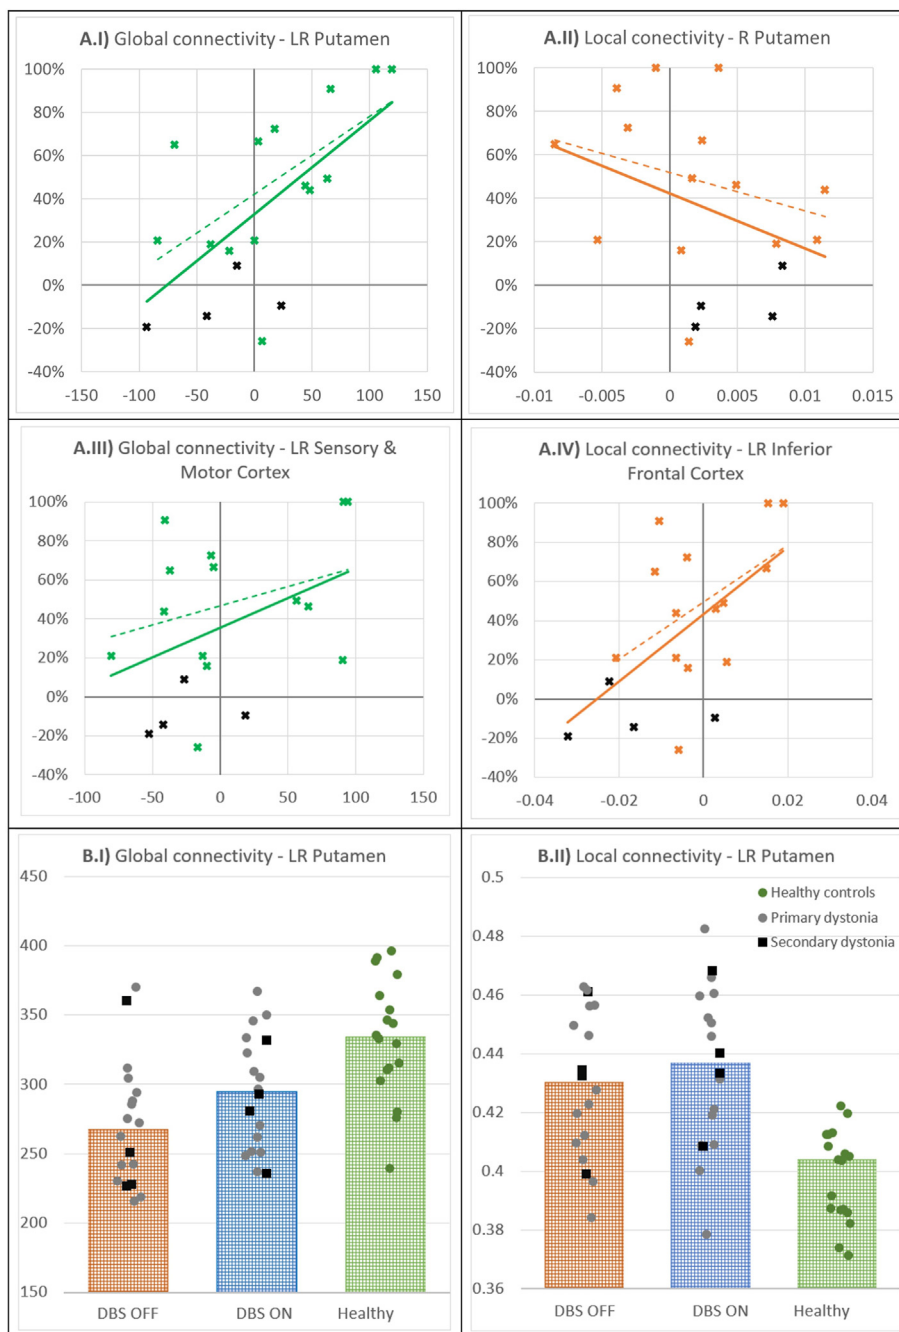 A.I) Global connectivity - LR Putamen
100%
80%
60%
40%
20%
0%
-20%
-40%
-150 -100 -50 0 50 100 150
A.II) Local conectivity - R Putamen
100%
80%
60%
40%
20%
0%
-20%
-40%
-0.01 -0.005 0 0.005 0.01 0.015
A.III) Global connectivity - LR Sensory &
Motor Cortex
100%
80%
60%
40%
20%
0%
-20%
-40%
-100 -50 0 50 100 150
A.IV) Local connectivity - LR Inferior
Frontal Cortex
100%
80%
60%
40%
20%
0%
-20%
-40%
-0.04 -0.02 0 0.02 0.04
B.I) Global connectivity - LR Putamen
450
400
350
300
250
200
150
DBS OFF DBS ON Healthy
B.II) Local connectivity - LR Putamen
0.5
0.48
0.46
0.44
0.42
0.4
0.38
0.36
Healthy controls
Primary dystonia
Secondary dystonia
DBS OFF DBS ON Healthy